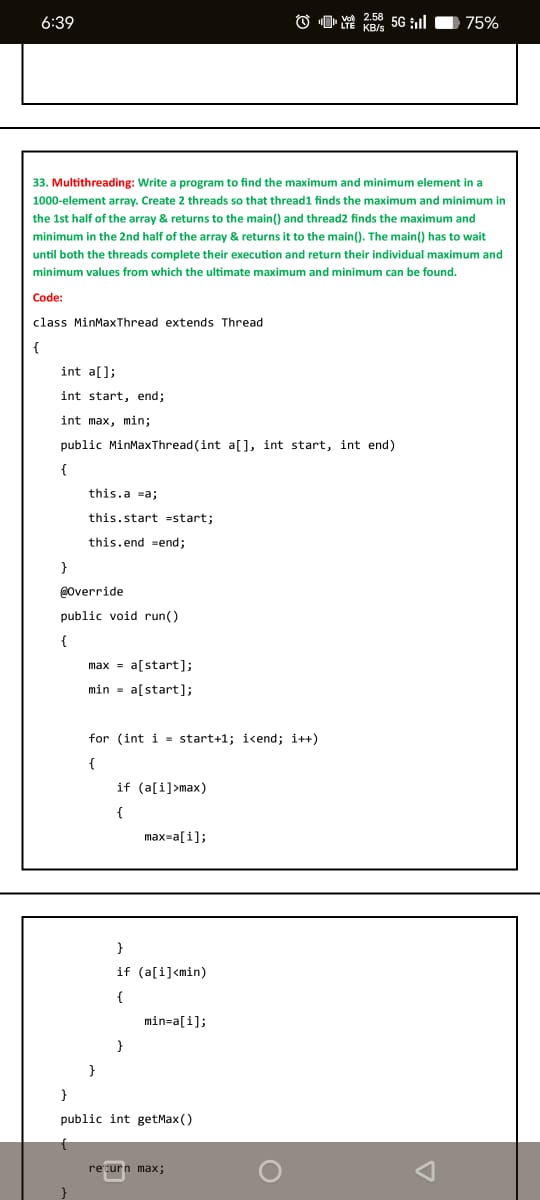 6:39 Vo) LTE 2.58 KB/s 5G 75%
33. Multithreading: Write a program to find the maximum and minimum element in a
1000-element array. Create 2 threads so that thread1 finds the maximum and minimum in
the 1st half of the array & returns to the main() and thread2 finds the maximum and
minimum in the 2nd half of the array & returns it to the main(). The main() has to wait
until both the threads complete their execution and return their individual maximum and
minimum values from which the ultimate maximum and minimum can be found.
Code:
class MinMaxThread extends Thread
{
int a[];
int start, end;
int max, min;
public MinMaxThread(int a[], int start, int end)
{
this.a =a;
this.start =start;
this.end =end;
}
@Override
public void run()
{
max = a[start];
min = a[start];
for (int i = start+1; i<end; i++)
{
if (a[i]>max)
{
max=a[i];
}
if (a[i]<min)
{
min=a[i];
}
}
}
public int getMax()
{
return max;
}